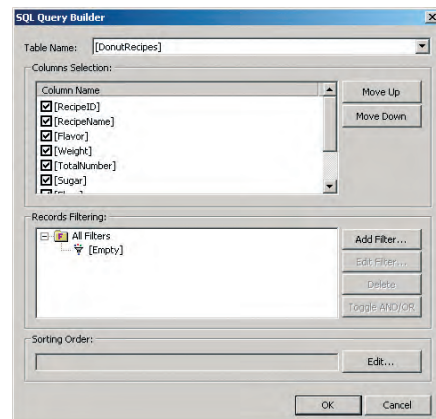 SQL Query Builder
Table Name: [DonutRecipes]
Columns Selection:
Column Name
[RecipeID]
[RecipeName]
[Flavor]
[Weight]
[TotalNumber]
[Sugar]
Move Up
Move Down
Records Filtering:
All Filters
[Empty]
Add Filter...
Edit Filter...
Delete
Toggle AND/OR
Sorting Order:
Edit...
OK Cancel